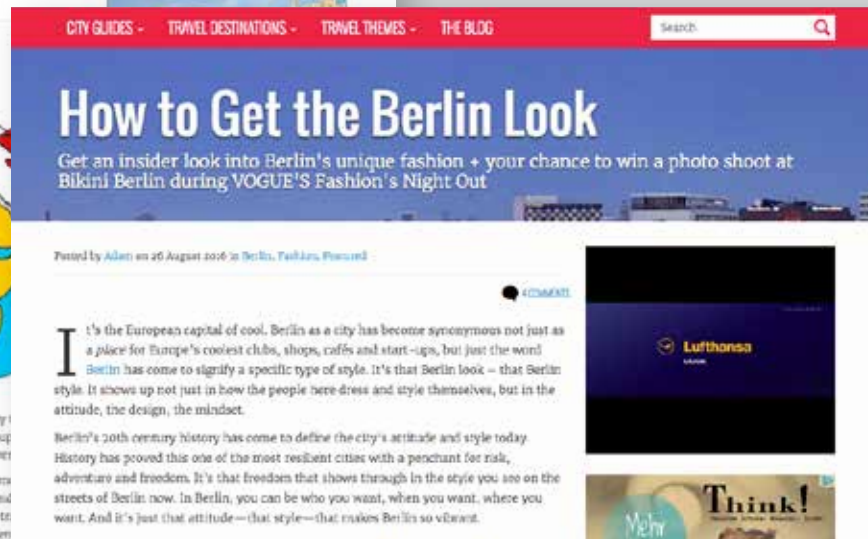 CITY GUIDES
TRAVEL DESTINATIONS
TRAVEL THEMES
THE BLOG
Search
How to Get the Berlin Look
Get an insider look into Berlin's unique fashion + your chance to win a photo shoot at
Bikini Berlin during VOGUE'S Fashion's Night Out
Posted by Adam on 26 August 2016 in Berlin, Fashion, Featured
4 COMMENTS
It's the European capital of cool. Berlin as a city has become synonymous not just as
a place for Europe's coolest clubs, shops, cafés and start-ups, but just the word
Berlin has come to signify a specific type of style. It's that Berlin look – that Berlin
style. It shows up not just in how the people here dress and style themselves, but in the
attitude, the design, the mindset.
Berlin's 20th century history has come to define the city's attitude and style today.
History has proved this one of the most resilient cities with a penchant for risk,
adventure and freedom. It's that freedom that shows through in the style you see on the
streets of Berlin now. In Berlin, you can be who you want, when you want, where you
want. And it's just that attitude—that style—that makes Berlin so vibrant.
Lufthansa
Think!
Mehr